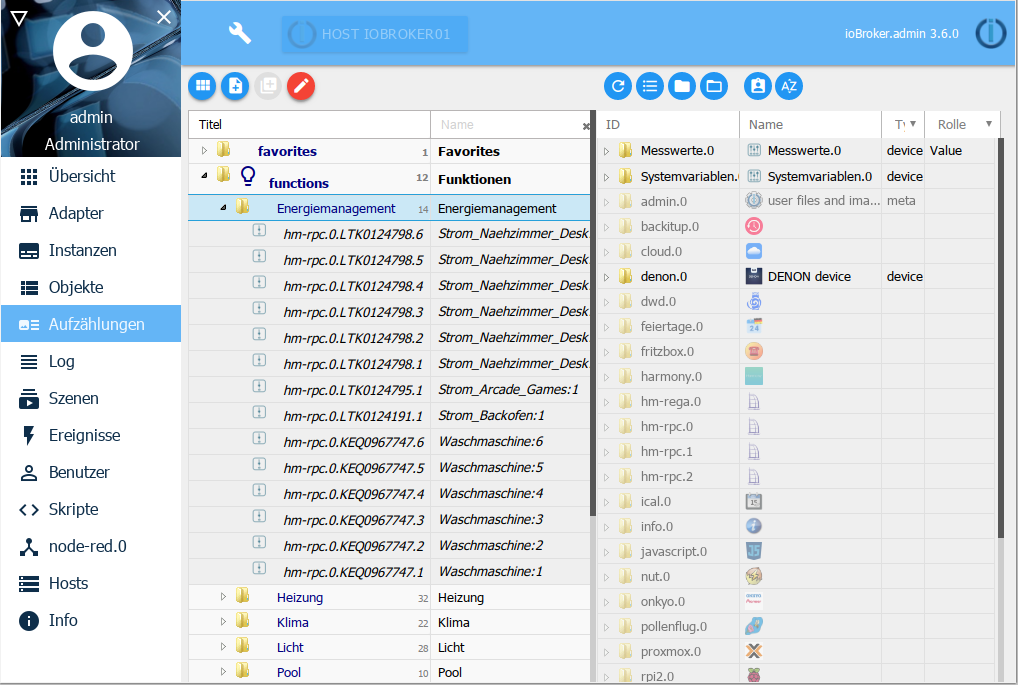 HOST IOBROKER01
ioBroker.admin 3.6.0
admin
Administrator
Übersicht
Adapter
Instanzen
Objekte
Aufzählungen
Log
Szenen
Ereignisse
Benutzer
Skripte
node-red.0
Hosts
Info
Titel Name
favorites 1 Favorites
functions 12 Funktionen
Energiemanagement 14 Energiemanagement
hm-rpc.0.LTK0124798.6 Strom_Naehzimmer_Desk
hm-rpc.0.LTK0124798.5 Strom_Naehzimmer_Desk
hm-rpc.0.LTK0124798.4 Strom_Naehzimmer_Desk
hm-rpc.0.LTK0124798.3 Strom_Naehzimmer_Desk
hm-rpc.0.LTK0124798.2 Strom_Naehzimmer_Desk
hm-rpc.0.LTK0124798.1 Strom_Naehzimmer_Desk
hm-rpc.0.LTK0124795.1 Strom_Arcade_Games:1
hm-rpc.0.LTK0124191.1 Strom_Backofen:1
hm-rpc.0.KEQ0967747.6 Waschmaschine:6
hm-rpc.0.KEQ0967747.5 Waschmaschine:5
hm-rpc.0.KEQ0967747.4 Waschmaschine:4
hm-rpc.0.KEQ0967747.3 Waschmaschine:3
hm-rpc.0.KEQ0967747.2 Waschmaschine:2
hm-rpc.0.KEQ0967747.1 Waschmaschine:1
Heizung 32 Heizung
Klima 22 Klima
Licht 28 Licht
Pool 10 Pool
ID Name Ty Rolle
Messwerte.0 Messwerte.0 device Value
Systemvariablen. Systemvariablen.0 device
admin.0 user files and ima... meta
backitup.0
cloud.0
denon.0 DENON device device
dwd.0
feiertage.0
fritzbox.0
harmony.0
hm-rega.0
hm-rpc.0
hm-rpc.1
hm-rpc.2
ical.0
info.0
javascript.0
nut.0
onkyo.0
pollenflug.0
proxmox.0
rpi2.0